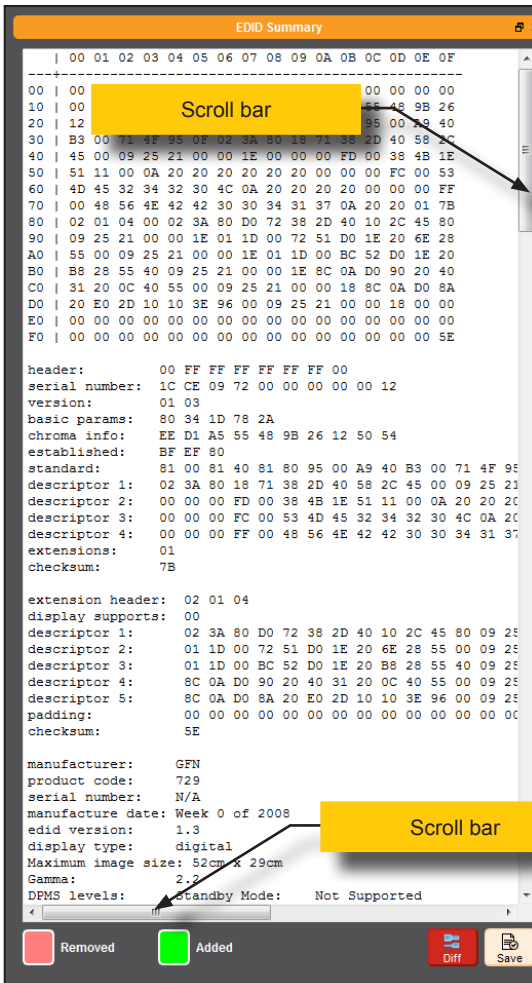 EDID Summary
| 00 01 02 03 04 05 06 07 08 09 0A 0B 0C 0D 0E 0F
---+-----------------------------------------------
00 | 00 00 00 00 00
10 | 00 55 48 9B 26
20 | 12 95 00 A9 40
Scroll bar
30 | B3 00 71 4F 95 0F 02 3A 80 18 71 38 2D 40 58 2C
40 | 45 00 09 25 21 00 00 1E 00 00 00 FD 00 38 4B 1E
50 | 51 11 00 0A 20 20 20 20 20 20 00 00 00 FC 00 53
60 | 4D 45 32 34 32 30 4C 0A 20 20 20 20 00 00 00 FF
70 | 00 48 56 4E 42 42 30 30 34 31 37 0A 20 20 01 7B
80 | 02 01 04 00 02 3A 80 D0 72 38 2D 40 10 2C 45 80
90 | 09 25 21 00 00 1E 01 1D 00 72 51 D0 1E 20 6E 28
A0 | 55 00 09 25 21 00 00 1E 01 1D 00 BC 52 D0 1E 20
B0 | B8 28 55 40 09 25 21 00 00 1E 8C 0A D0 90 20 40
C0 | 31 20 0C 40 55 00 09 25 21 00 00 18 8C 0A D0 8A
D0 | 20 E0 2D 10 10 3E 96 00 09 25 21 00 00 18 00 00
E0 | 00 00 00 00 00 00 00 00 00 00 00 00 00 00 00 00
F0 | 00 00 00 00 00 00 00 00 00 00 00 00 00 00 00 5E
header: 00 FF FF FF FF FF FF 00
serial number: 1C CE 09 72 00 00 00 00 00 12
version: 01 03
basic params: 80 34 1D 78 2A
chroma info: EE D1 A5 55 48 9B 26 12 50 54
established: BF EF 80
standard: 81 00 81 40 81 80 95 00 A9 40 B3 00 71 4F 95
descriptor 1: 02 3A 80 18 71 38 2D 40 58 2C 45 00 09 25 21
descriptor 2: 00 00 00 FD 00 38 4B 1E 51 11 00 0A 20 20 20
descriptor 3: 00 00 00 FC 00 53 4D 45 32 34 32 30 4C 0A 20
descriptor 4: 00 00 00 FF 00 48 56 4E 42 42 30 30 34 31 37
extensions: 01
checksum: 7B
extension header: 02 01 04
display supports: 00
descriptor 1: 02 3A 80 D0 72 38 2D 40 10 2C 45 80 09 25
descriptor 2: 01 1D 00 72 51 D0 1E 20 6E 28 55 00 09 25
descriptor 3: 01 1D 00 BC 52 D0 1E 20 B8 28 55 40 09 25
descriptor 4: 8C 0A D0 90 20 40 31 20 0C 40 55 00 09 25
descriptor 5: 8C 0A D0 8A 20 E0 2D 10 10 3E 96 00 09 25
padding: 00 00 00 00 00 00 00 00 00 00 00 00 00 00
checksum: 5E
manufacturer: GFN
product code: 729
serial number: N/A
manufacture date: Week 0 of 2008
edid version: 1.3
Scroll bar
display type: digital
Maximum image size: 52cm x 29cm
Gamma: 2.2
DPMS levels: Standby Mode: Not Supported
Removed
Added
Diff
Save